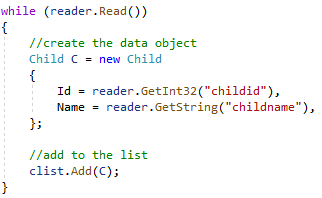 while (reader.Read())
{
    //create the data object
    Child C = new Child
    {
        Id = reader.GetInt32("childid"),
        Name = reader.GetString("childname"),
    };

    //add to the list
    clist.Add(C);
}